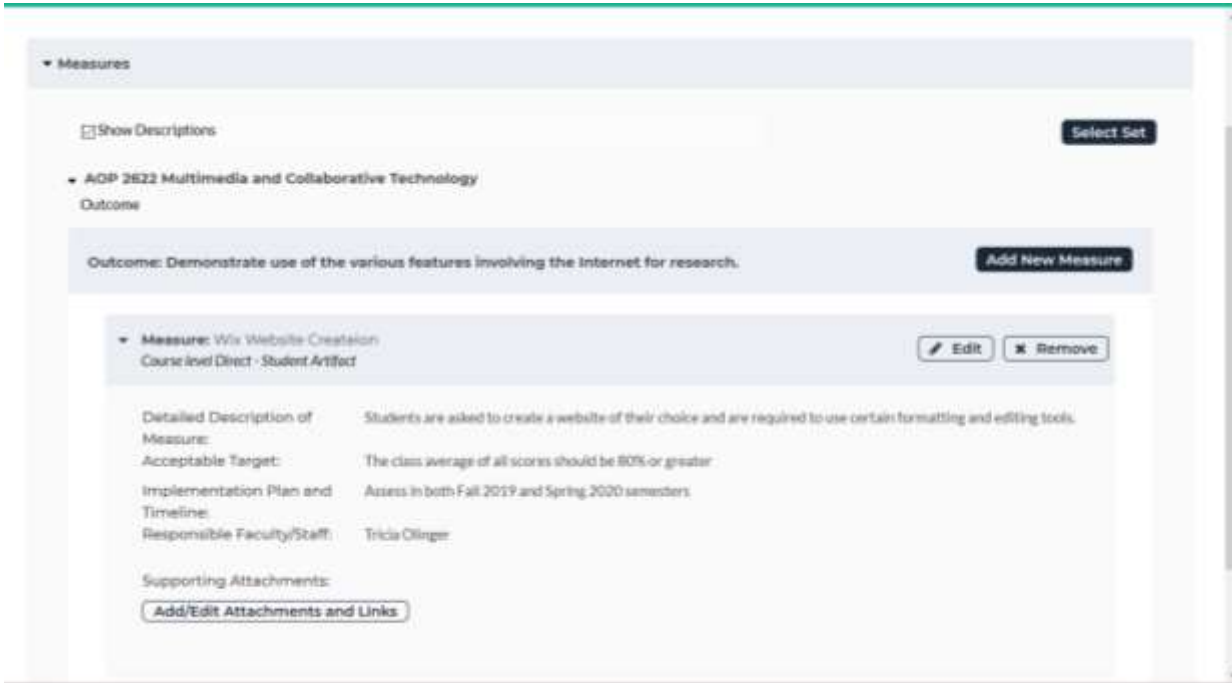 Measures
Show Descriptions
Select Set
AOP 2622 Multimedia and Collaborative Technology
Outcome
Outcome: Demonstrate use of the various features involving the Internet for research.
Add New Measure
Measure: Wix Website Createion
Course level Direct - Student Artifact
Edit
Remove
Detailed Description of
Measure:
Students are asked to create a website of their choice and are required to use certain formatting and editing tools.
Acceptable Target:
The class average of all scores should be 80% or greater
Implementation Plan and
Timeline:
Assess in both Fall 2019 and Spring 2020 semesters
Responsible Faculty/Staff:
Tricia Olinger
Supporting Attachments:
Add/Edit Attachments and Links